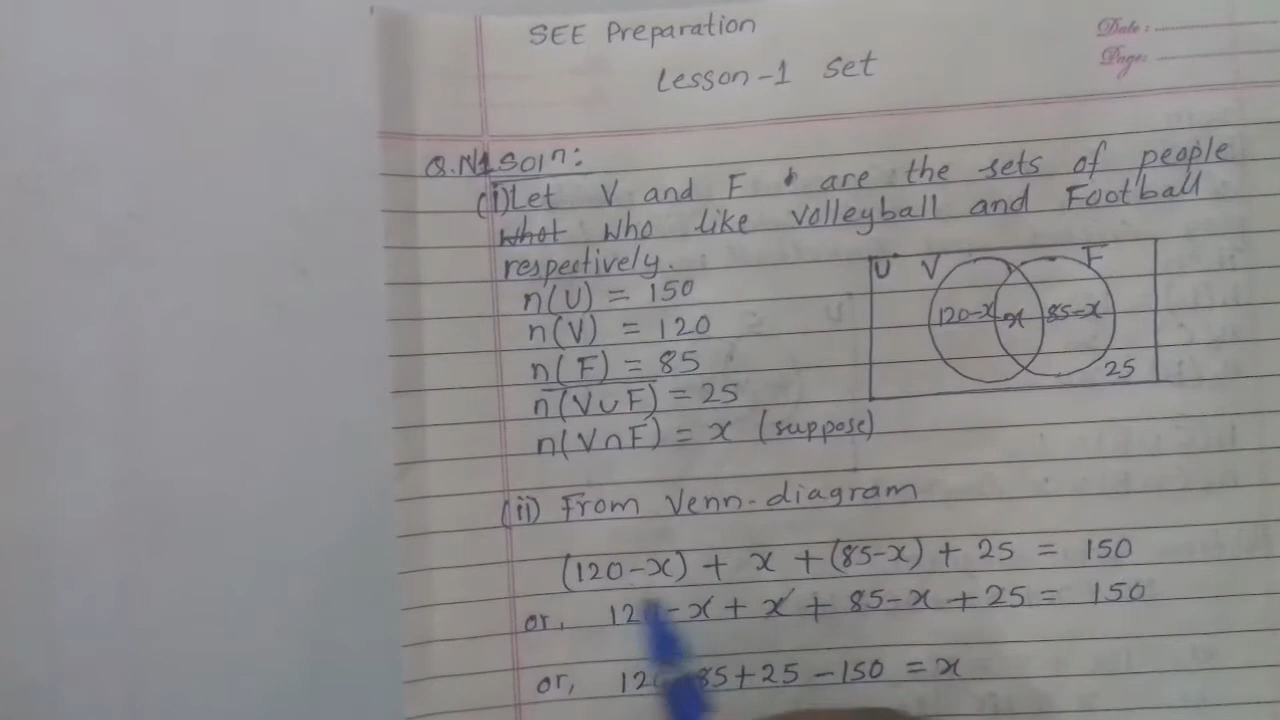 SEE Preparation
Date:
Lesson-1 set
Page:
Q.N1 Soln:
(i) Let V and F are the sets of people
what who like volleyball and Football
respectively.
U V F
n(U) = 150
120-x x 85-x
n(V) = 120
n(F) = 85
25
n(V∪F) = 25
n(V∩F) = x (suppose)
(ii) From Venn-diagram
(120-x) + x + (85-x) + 25 = 150
or, 120-x + x + 85-x + 25 = 150
or, 85+25 -150 = x